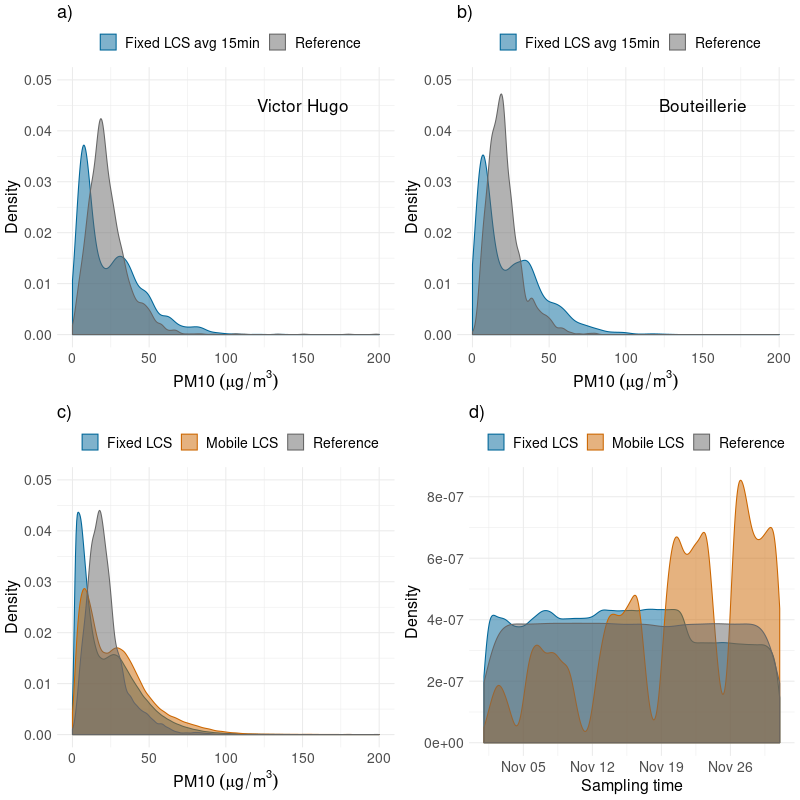 a)
Fixed LCS avg 15min Reference
Victor Hugo
Density
0.05
0.04
0.03
0.02
0.01
0.00
0 50 100 150 200
PM10 (μg/m³)
b)
Fixed LCS avg 15min Reference
Bouteillerie
Density
0.05
0.04
0.03
0.02
0.01
0.00
0 50 100 150 200
PM10 (μg/m³)
c)
Fixed LCS Mobile LCS Reference
Density
0.05
0.04
0.03
0.02
0.01
0.00
0 50 100 150 200
PM10 (μg/m³)
d)
Fixed LCS Mobile LCS Reference
Density
8e-07
6e-07
4e-07
2e-07
0e+00
Nov 05 Nov 12 Nov 19 Nov 26
Sampling time